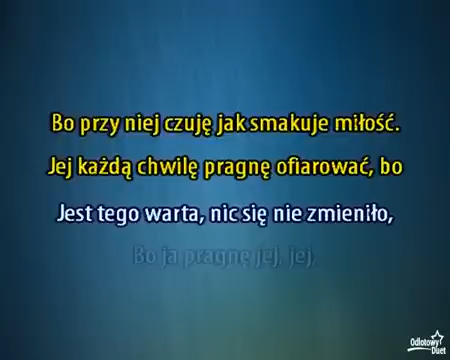 Bo przy niej czuję jak smakuje miłość.
Jej każdą chwilę pragnę ofiarować, bo
Jest tego warta, nic się nie zmieniło,
Bo ja pragnę jej, jej,
Odlotowy
Duet